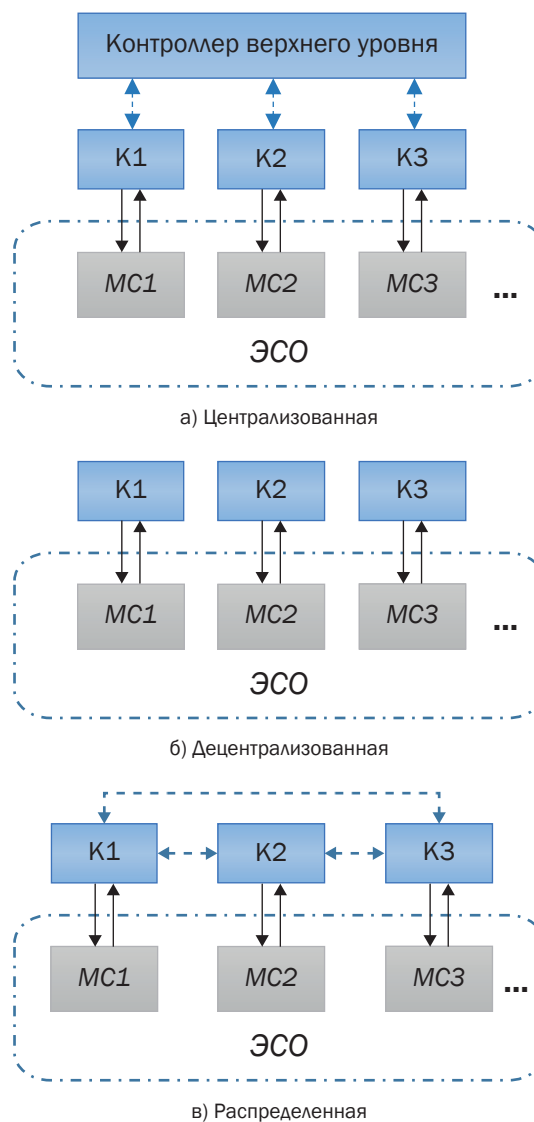 Контроллер верхнего уровня
К1 К2 К3
МС1 МС2 МС3 ...
ЭСО
а) Централизованная
К1 К2 К3
МС1 МС2 МС3 ...
ЭСО
б) Децентрализованная
К1 К2 К3
МС1 МС2 МС3 ...
ЭСО
в) Распределенная